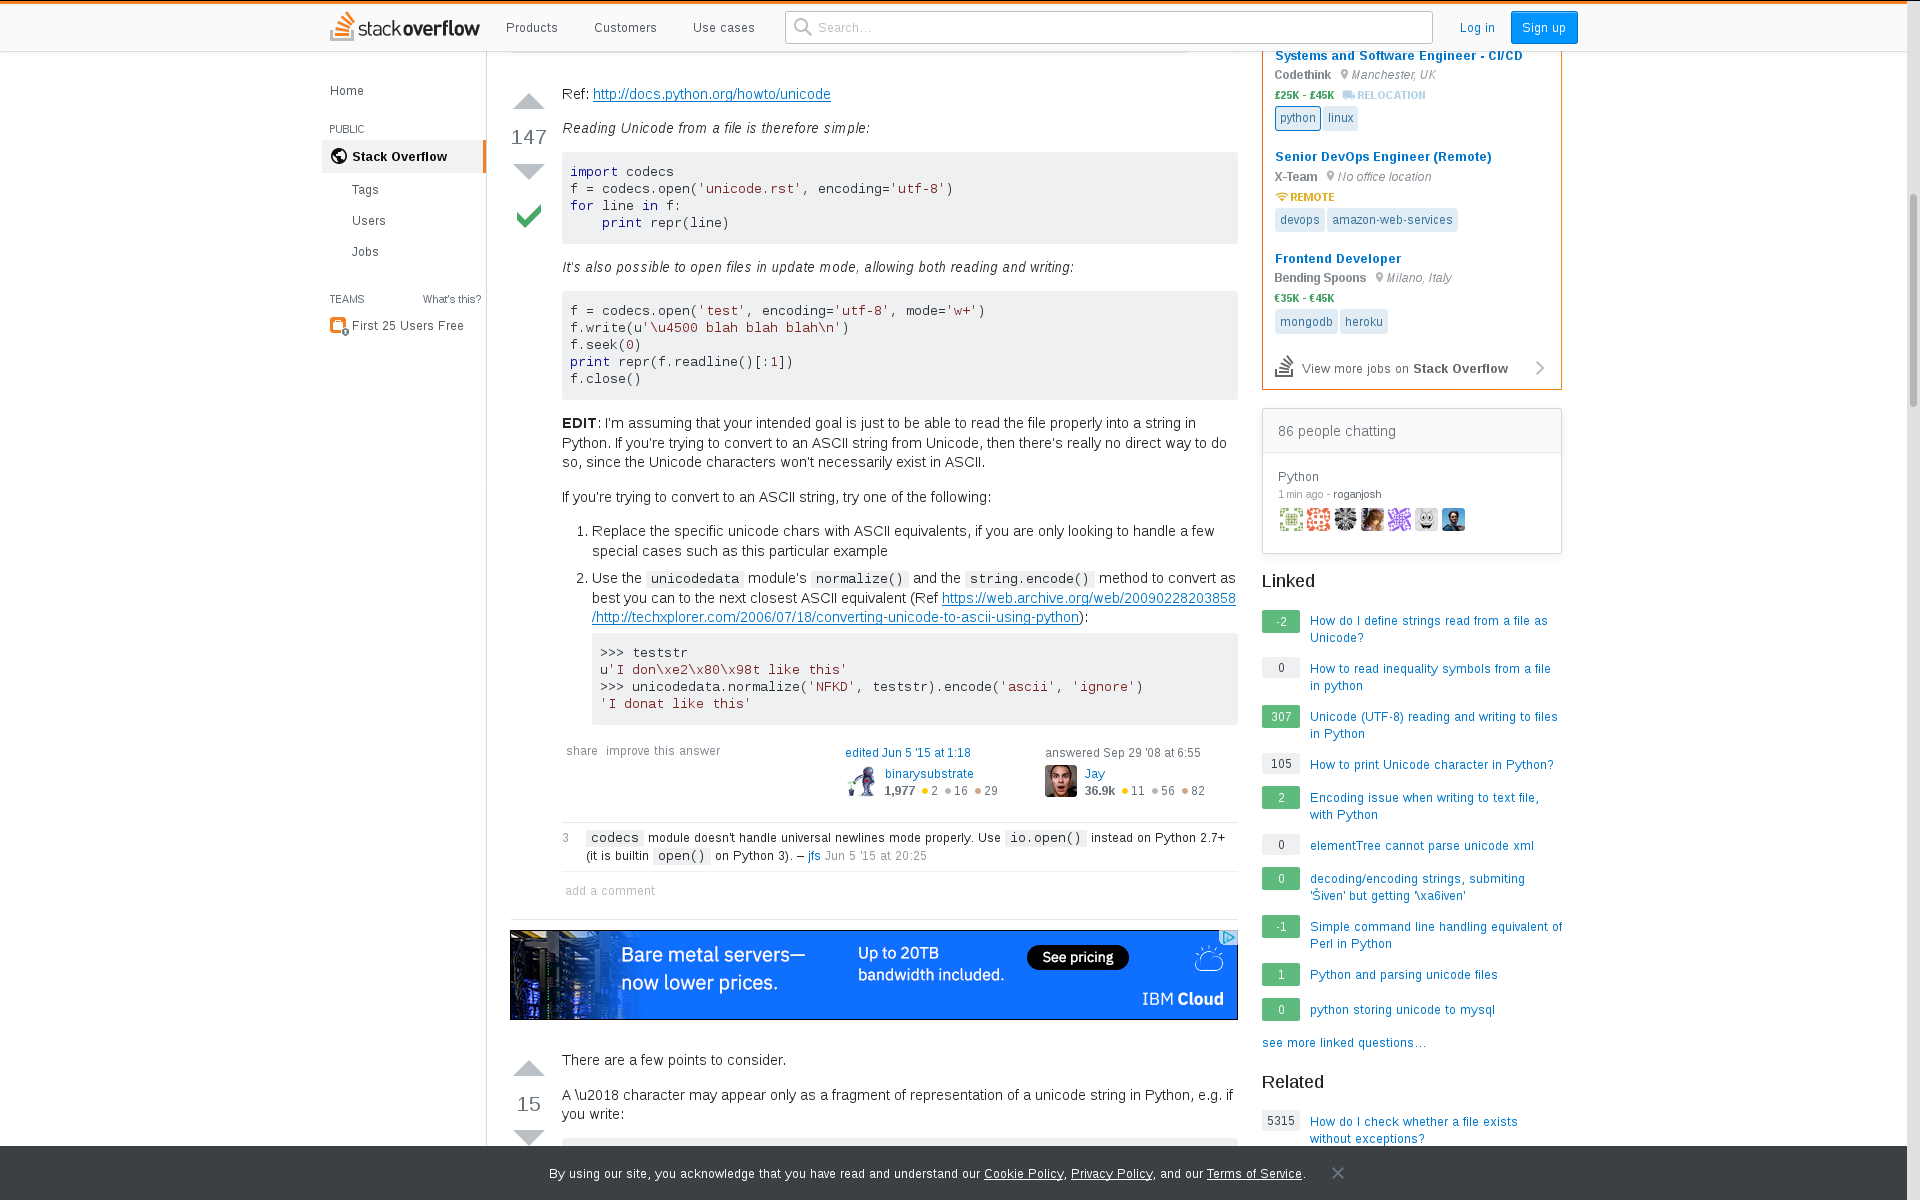 stackoverflow
Products
Customers
Use cases
Search…
Log in
Sign up
Home
PUBLIC
Stack Overflow
Tags
Users
Jobs
TEAMS
What's this?
First 25 Users Free
147
Ref: http://docs.python.org/howto/unicode
Reading Unicode from a file is therefore simple:
import codecs
f = codecs.open('unicode.rst', encoding='utf-8')
for line in f:
    print repr(line)
It's also possible to open files in update mode, allowing both reading and writing:
f = codecs.open('test', encoding='utf-8', mode='w+')
f.write(u'\u4500 blah blah blah\n')
f.seek(0)
print repr(f.readline()[:1])
f.close()
EDIT: I'm assuming that your intended goal is just to be able to read the file properly into a string in
Python. If you're trying to convert to an ASCII string from Unicode, then there's really no direct way to do
so, since the Unicode characters won't necessarily exist in ASCII.
If you're trying to convert to an ASCII string, try one of the following:
1. Replace the specific unicode chars with ASCII equivalents, if you are only looking to handle a few
special cases such as this particular example
2. Use the unicodedata module's normalize() and the string.encode() method to convert as
best you can to the next closest ASCII equivalent (Ref https://web.archive.org/web/20090228203858
/http://techxplorer.com/2006/07/18/converting-unicode-to-ascii-using-python):
>>> teststr
u'I don\xe2\x80\x98t like this'
>>> unicodedata.normalize('NFKD', teststr).encode('ascii', 'ignore')
'I donat like this'
share improve this answer
edited Jun 5 '15 at 1:18
binarysubstrate
1,977 ● 2 ● 16 ● 29
answered Sep 29 '08 at 6:55
Jay
36.9k ● 11 ● 56 ● 82
3 codecs module doesn't handle universal newlines mode properly. Use io.open() instead on Python 2.7+
(it is builtin open() on Python 3). – jfs Jun 5 '15 at 20:25
add a comment
Bare metal servers—
now lower prices.
Up to 20TB
bandwidth included.
See pricing
IBM Cloud
15
There are a few points to consider.
A \u2018 character may appear only as a fragment of representation of a unicode string in Python, e.g. if
you write:
Systems and Software Engineer - CI/CD
Codethink Manchester, UK
£25K - £45K RELOCATION
python linux
Senior DevOps Engineer (Remote)
X-Team No office location
REMOTE
devops amazon-web-services
Frontend Developer
Bending Spoons Milano, Italy
€35K - €45K
mongodb heroku
View more jobs on Stack Overflow
86 people chatting
Python
1 min ago - roganjosh
Linked
-2 How do I define strings read from a file as
Unicode?
0 How to read inequality symbols from a file
in python
307 Unicode (UTF-8) reading and writing to files
in Python
105 How to print Unicode character in Python?
2 Encoding issue when writing to text file,
with Python
0 elementTree cannot parse unicode xml
0 decoding/encoding strings, submiting
'Šiven' but getting '\xa6iven'
-1 Simple command line handling equivalent of
Perl in Python
1 Python and parsing unicode files
0 python storing unicode to mysql
see more linked questions…
Related
5315 How do I check whether a file exists
without exceptions?
By using our site, you acknowledge that you have read and understand our Cookie Policy, Privacy Policy, and our Terms of Service.